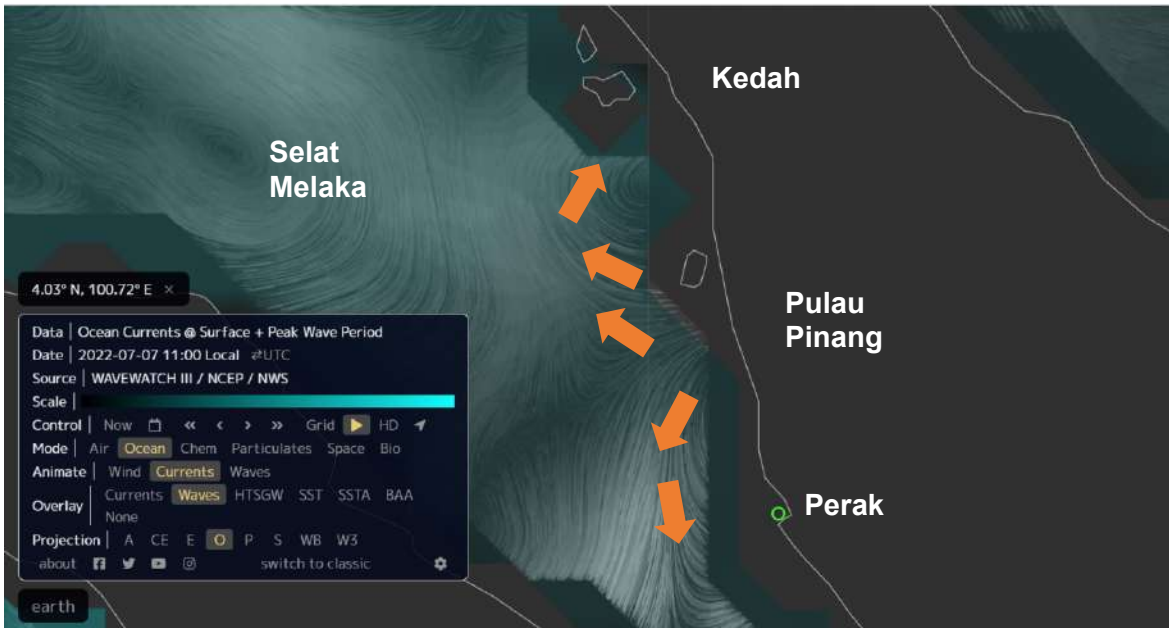 Kedah
Selat
Melaka
4.03° N, 100.72° E ×
Data | Ocean Currents @ Surface + Peak Wave Period
Date | 2022-07-07 11:00 Local ⇄UTC
Source | WAVEWATCH III / NCEP / NWS
Scale |
Control | Now « ‹ › » Grid HD
Mode | Air Ocean Chem Particulates Space Bio
Animate | Wind Currents Waves
Overlay | Currents Waves HTSGW SST SSTA BAA
None
Projection | A CE E O P S WB W3
about switch to classic
earth
Pulau
Pinang
Perak